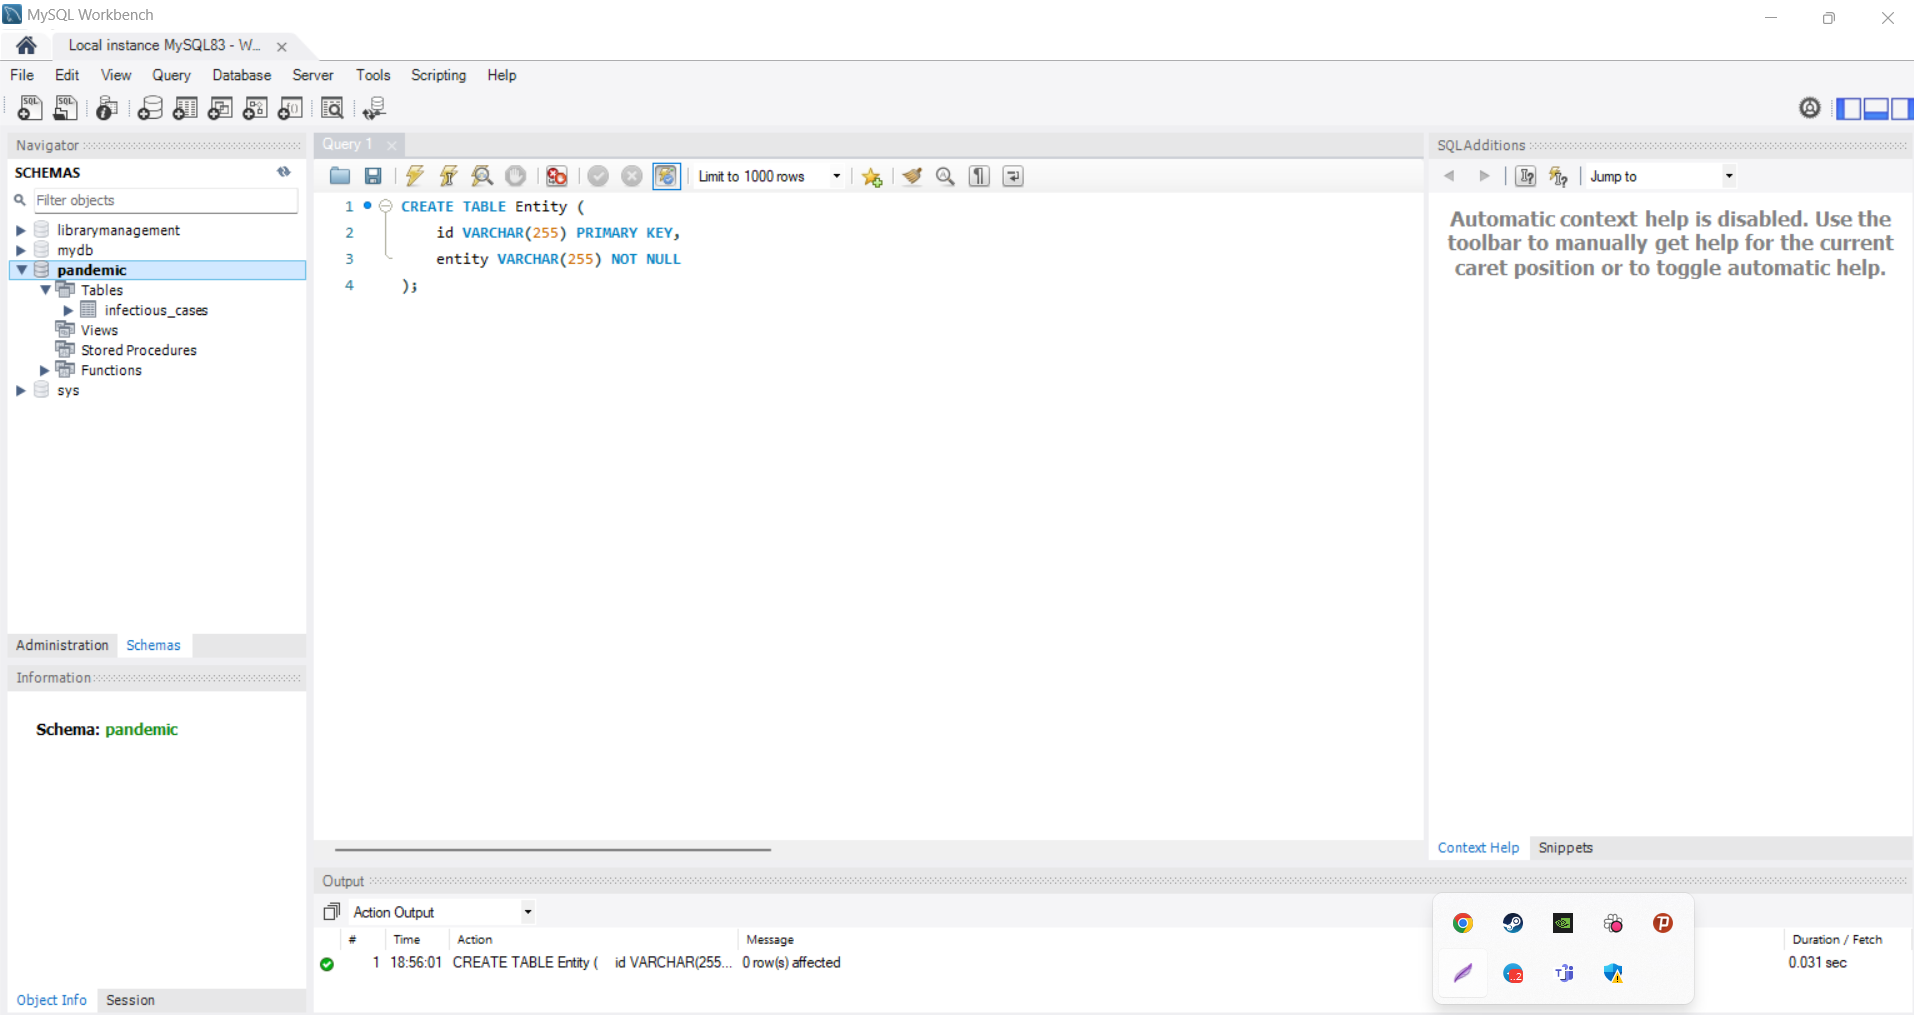 MySQL Workbench
Local instance MySQL83 - W...
File Edit View Query Database Server Tools Scripting Help
Navigator
SCHEMAS
Filter objects
librarymanagement
mydb
pandemic
Tables
infectious_cases
Views
Stored Procedures
Functions
sys
Administration Schemas
Information
Schema: pandemic
Object Info Session
Query 1
Limit to 1000 rows
1 CREATE TABLE Entity (
2 id VARCHAR(255) PRIMARY KEY,
3 entity VARCHAR(255) NOT NULL
4 );
SQLAdditions
Jump to
Automatic context help is disabled. Use the
toolbar to manually get help for the current
caret position or to toggle automatic help.
Context Help Snippets
Output
Action Output
# Time Action Message Duration / Fetch
1 18:56:01 CREATE TABLE Entity ( id VARCHAR(255... 0 row(s) affected 0.031 sec